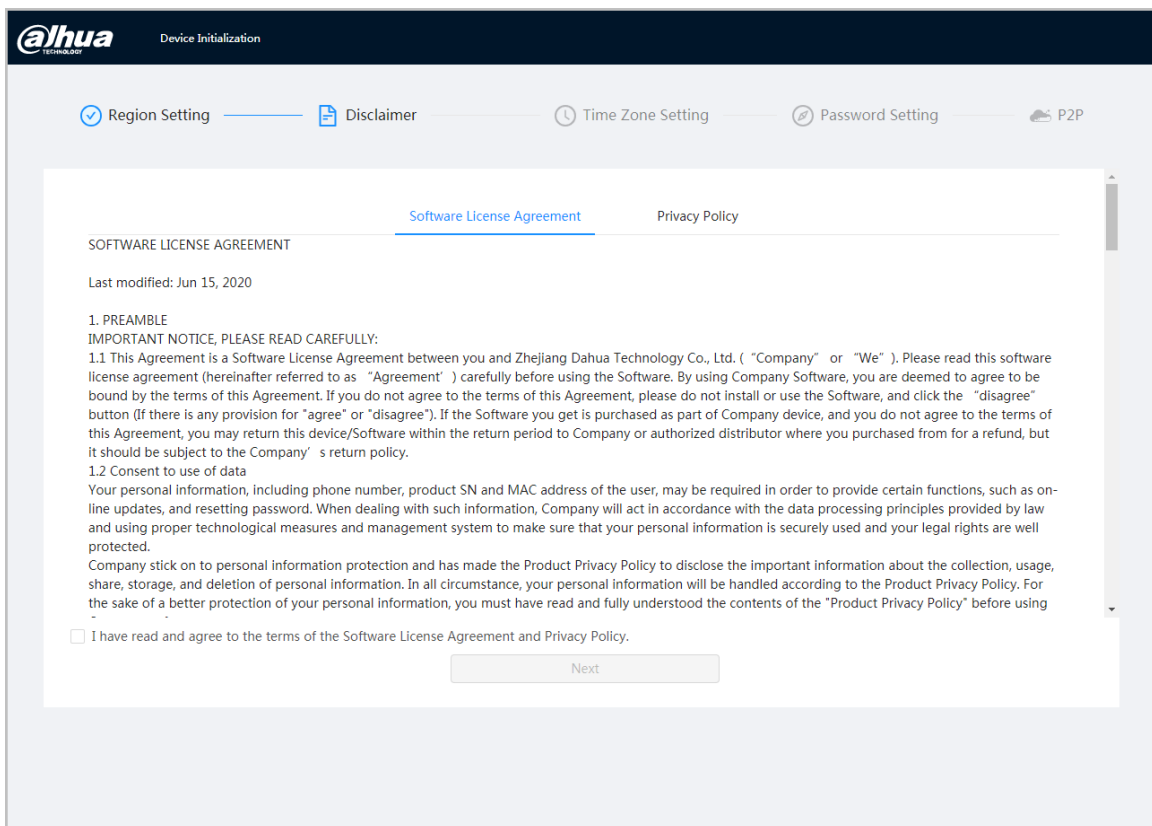 alhua
TECHNOLOGY
Device Initialization
Region Setting
Disclaimer
Time Zone Setting
Password Setting
P2P
Software License Agreement
Privacy Policy
SOFTWARE LICENSE AGREEMENT
Last modified: Jun 15, 2020
1. PREAMBLE
IMPORTANT NOTICE, PLEASE READ CAREFULLY:
1.1 This Agreement is a Software License Agreement between you and Zhejiang Dahua Technology Co., Ltd. ( “Company” or “We” ). Please read this software
license agreement (hereinafter referred to as “Agreement’ ) carefully before using the Software. By using Company Software, you are deemed to agree to be
bound by the terms of this Agreement. If you do not agree to the terms of this Agreement, please do not install or use the Software, and click the “disagree”
button (If there is any provision for "agree" or "disagree"). If the Software you get is purchased as part of Company device, and you do not agree to the terms of
this Agreement, you may return this device/Software within the return period to Company or authorized distributor where you purchased from for a refund, but
it should be subject to the Company’ s return policy.
1.2 Consent to use of data
Your personal information, including phone number, product SN and MAC address of the user, may be required in order to provide certain functions, such as on-
line updates, and resetting password. When dealing with such information, Company will act in accordance with the data processing principles provided by law
and using proper technological measures and management system to make sure that your personal information is securely used and your legal rights are well
protected.
Company stick on to personal information protection and has made the Product Privacy Policy to disclose the important information about the collection, usage,
share, storage, and deletion of personal information. In all circumstance, your personal information will be handled according to the Product Privacy Policy. For
the sake of a better protection of your personal information, you must have read and fully understood the contents of the "Product Privacy Policy" before using
I have read and agree to the terms of the Software License Agreement and Privacy Policy.
Next